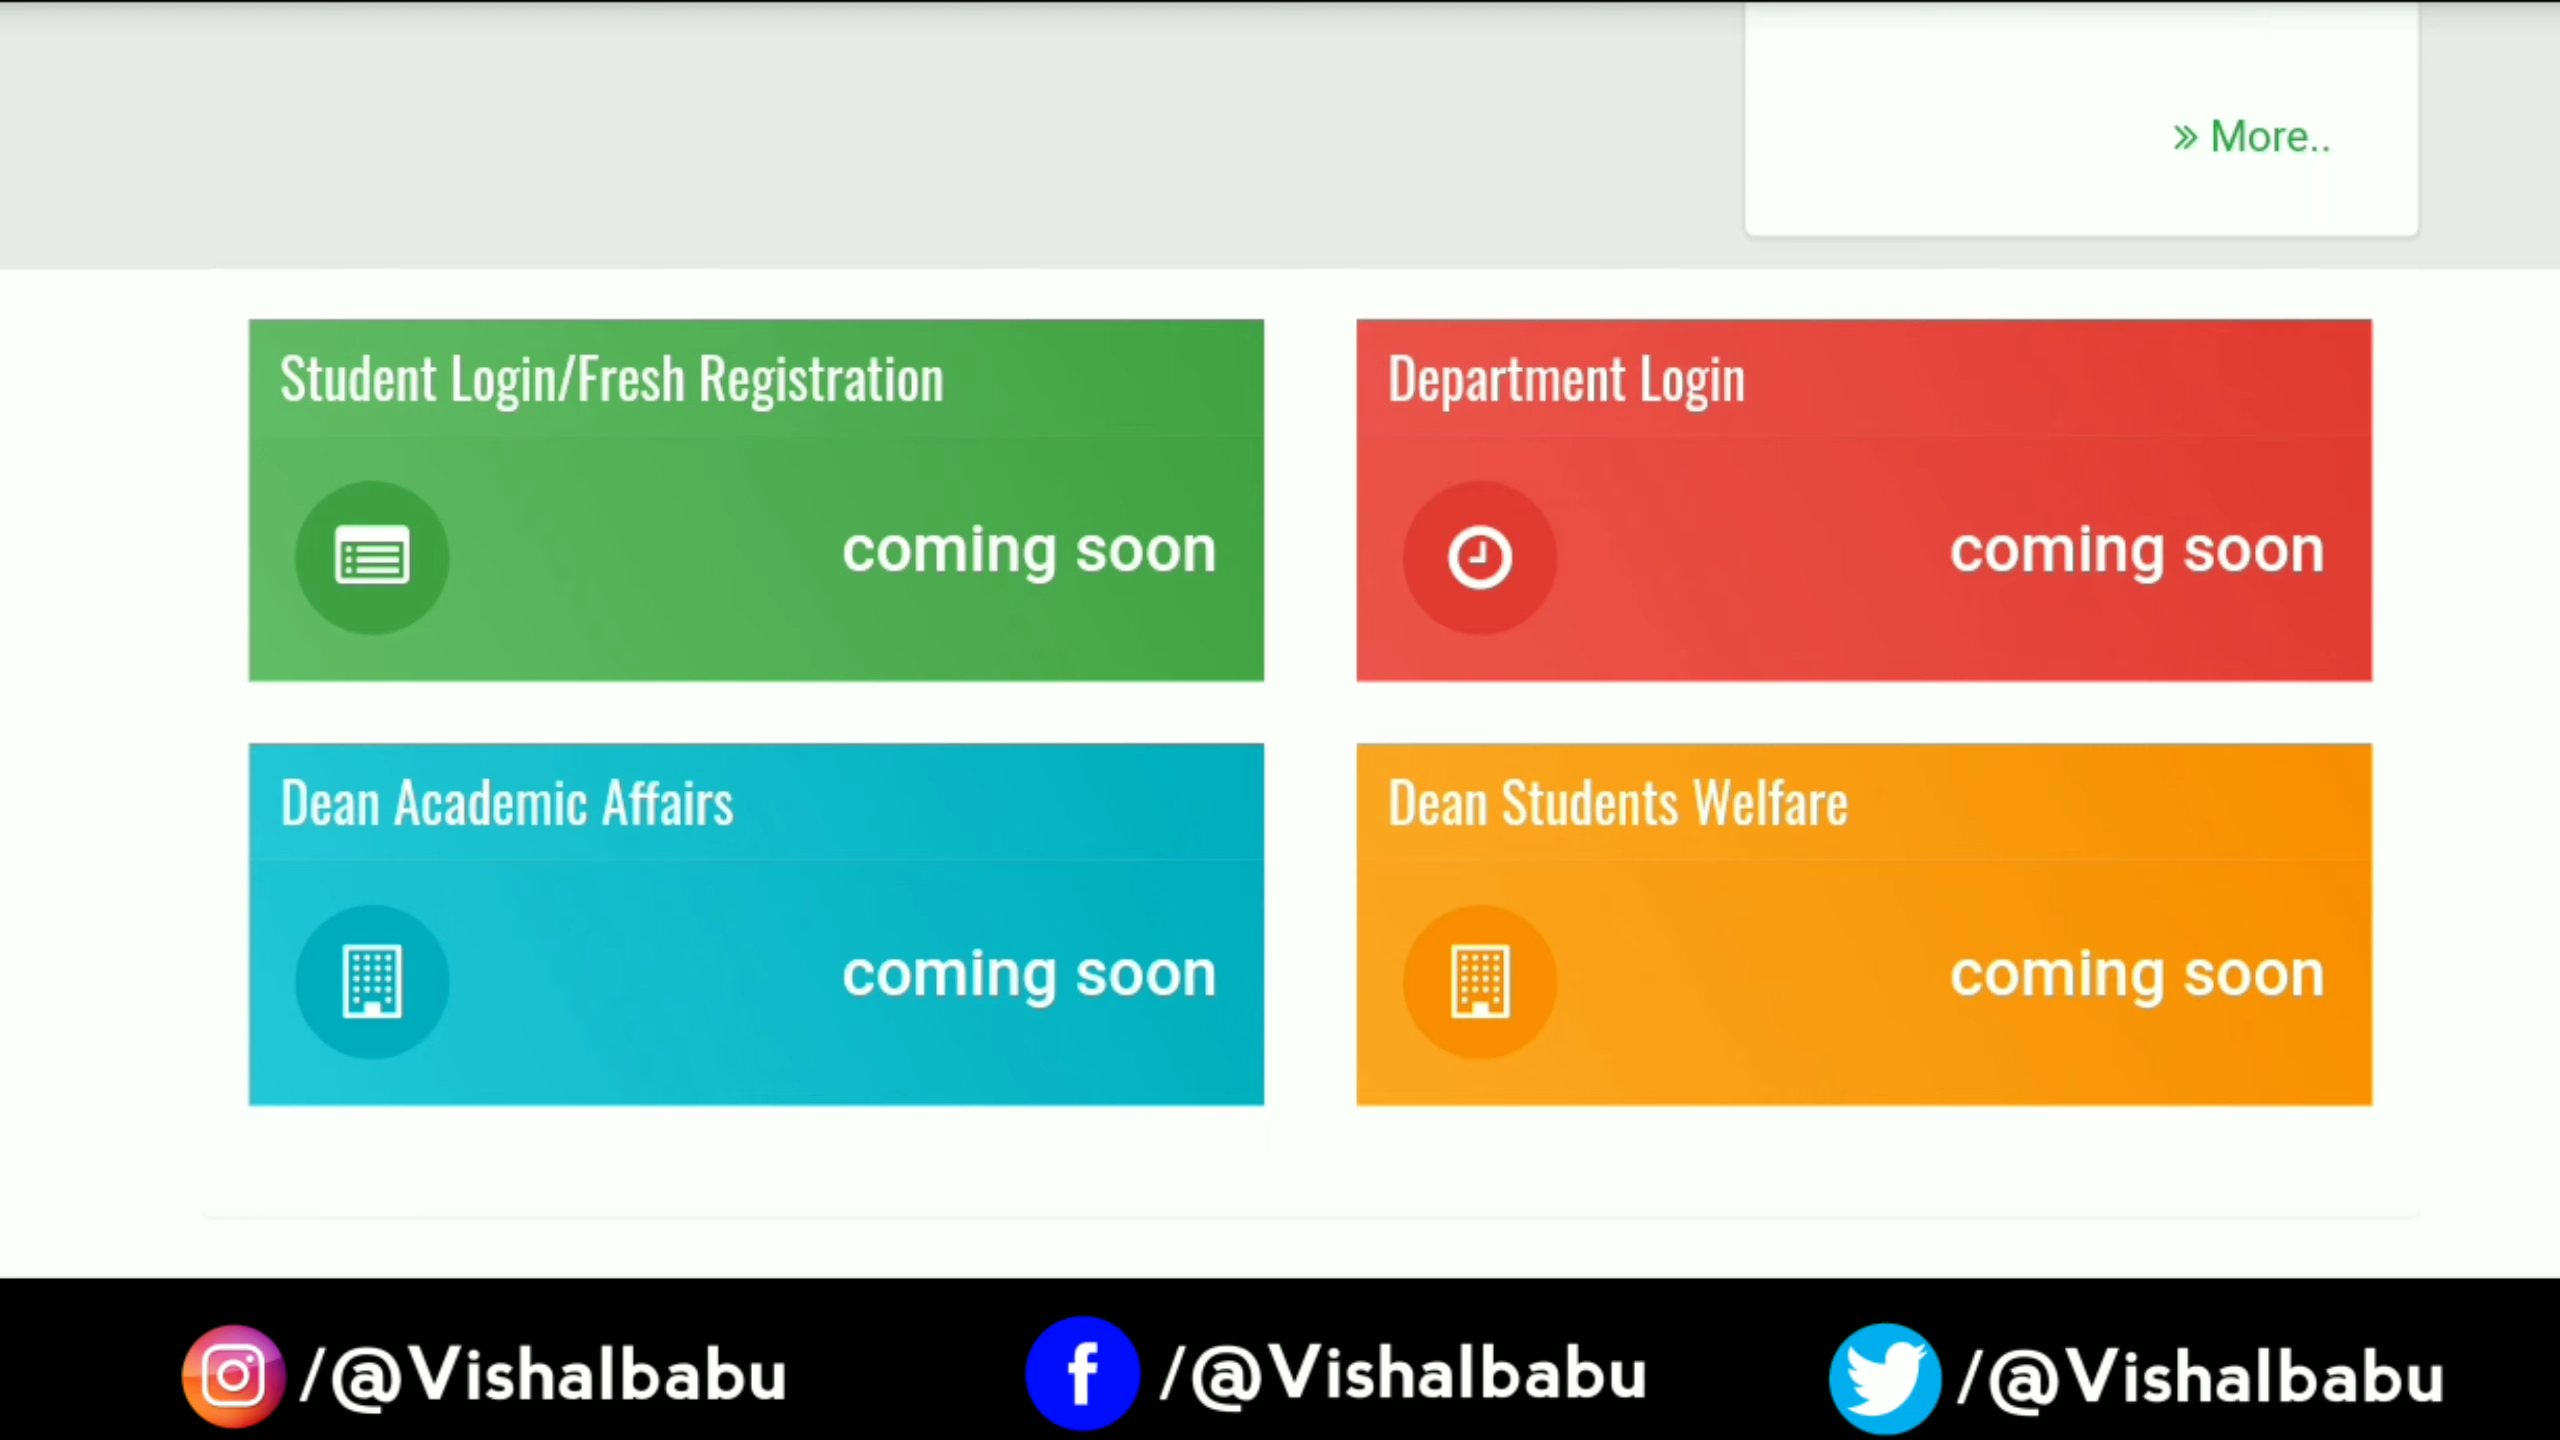 » More..
Student Login/Fresh Registration
coming soon
Department Login
coming soon
Dean Academic Affairs
coming soon
Dean Students Welfare
coming soon
/@Vishalbabu
/@Vishalbabu
/@Vishalbabu